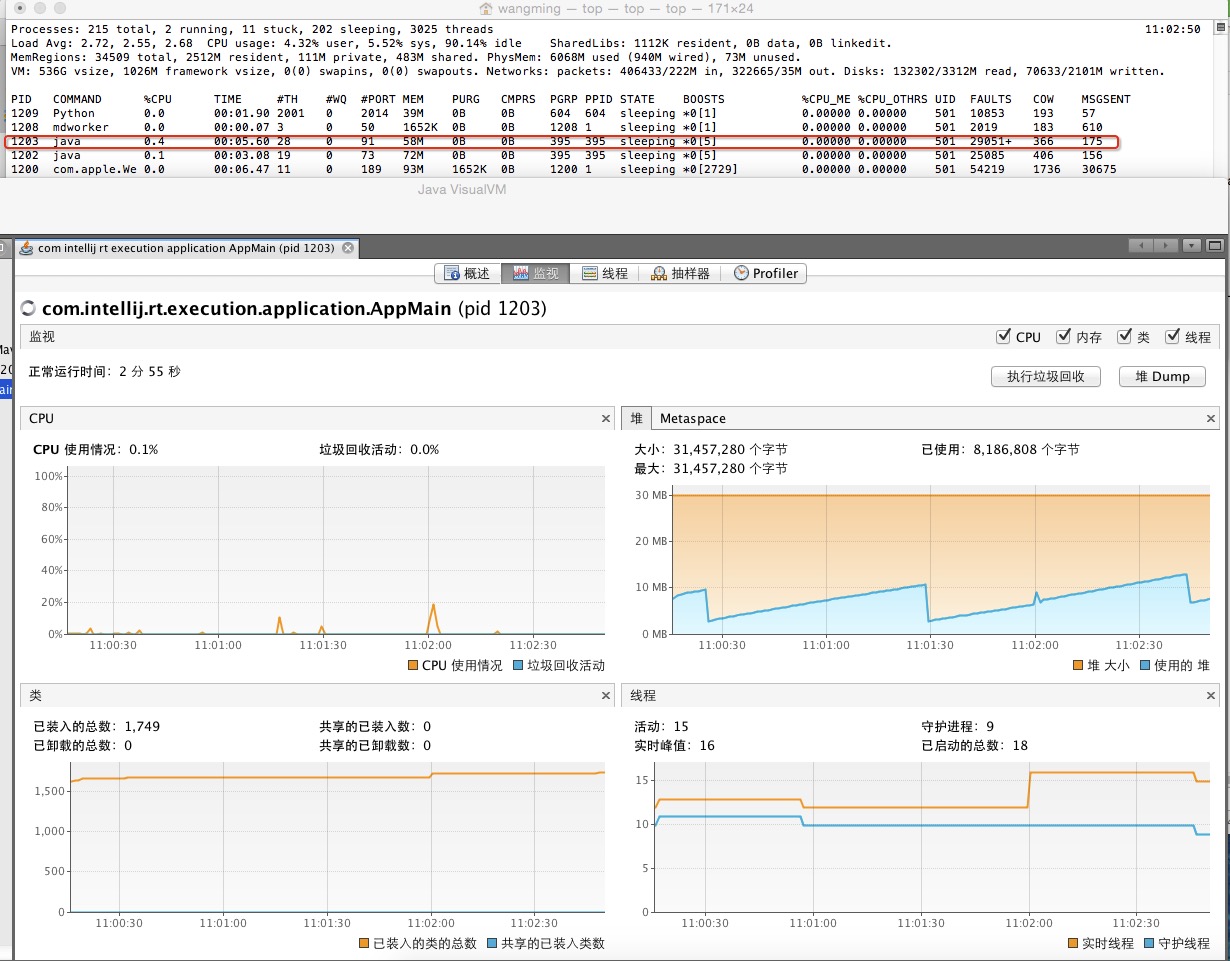 wangming — top — top — top — 171×24
Processes: 215 total, 2 running, 11 stuck, 202 sleeping, 3025 threads 11:02:50
Load Avg: 2.72, 2.55, 2.68 CPU usage: 4.32% user, 5.52% sys, 90.14% idle SharedLibs: 1112K resident, 0B data, 0B linkedit.
MemRegions: 34509 total, 2512M resident, 111M private, 483M shared. PhysMem: 6068M used (940M wired), 73M unused.
VM: 536G vsize, 1026M framework vsize, 0(0) swapins, 0(0) swapouts. Networks: packets: 406433/222M in, 322665/35M out. Disks: 132302/3312M read, 70633/2101M written.
PID COMMAND %CPU TIME #TH #WQ #PORT MEM PURG CMPRS PGRP PPID STATE BOOSTS %CPU_ME %CPU_OTHRS UID FAULTS COW MSGSENT
1209 Python 0.0 00:01.90 2001 0 2014 39M 0B 0B 604 604 sleeping *0[1] 0.00000 0.00000 501 10853 193 57
1208 mdworker 0.0 00:00.07 3 0 50 1652K 0B 0B 1208 1 sleeping *0[1] 0.00000 0.00000 501 2019 183 610
1203 java 0.4 00:05.60 28 0 91 58M 0B 0B 395 395 sleeping *0[5] 0.00000 0.00000 501 29051+ 366 175
1202 java 0.1 00:03.08 19 0 73 72M 0B 0B 395 395 sleeping *0[5] 0.00000 0.00000 501 25085 406 156
1200 com.apple.We 0.0 00:06.47 11 0 189 93M 1652K 0B 1200 1 sleeping *0[2729] 0.00000 0.00000 501 54219 1736 30675
Java VisualVM
com intellij rt execution application AppMain (pid 1203)
概述 监视 线程 抽样器 Profiler
com.intellij.rt.execution.application.AppMain (pid 1203)
监视 CPU 内存 类 线程
正常运行时间: 2 分 55 秒
执行垃圾回收 堆 Dump
CPU
CPU 使用情况: 0.1% 垃圾回收活动: 0.0%
100%
80%
60%
40%
20%
0%
11:00:30 11:01:00 11:01:30 11:02:00 11:02:30
CPU 使用情况 垃圾回收活动
堆 Metaspace
大小: 31,457,280 个字节 已使用: 8,186,808 个字节
最大: 31,457,280 个字节
30 MB
20 MB
10 MB
0 MB
11:00:30 11:01:00 11:01:30 11:02:00 11:02:30
堆 大小 使用的 堆
类
已装入的总数: 1,749 共享的已装入数: 0
已卸载的总数: 0 共享的已卸载数: 0
1,500
1,000
500
0
11:00:30 11:01:00 11:01:30 11:02:00 11:02:30
已装入的类的总数 共享的已装入类数
线程
活动: 15 守护进程: 9
实时峰值: 16 已启动的总数: 18
15
10
5
0
11:00:30 11:01:00 11:01:30 11:02:00 11:02:30
实时线程 守护线程